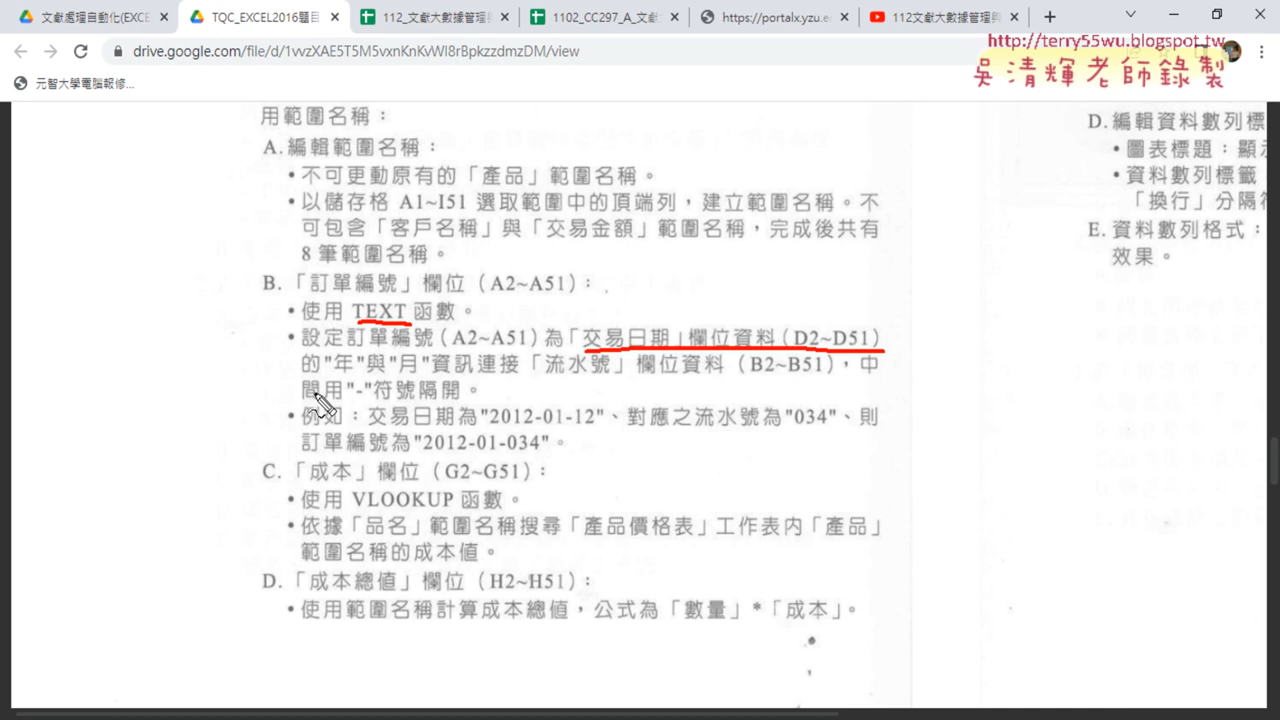 文獻處理自動化(EXCE
TQC_EXCEL2016題目
112_文獻大數據管理與
1102_CC297_A_文獻
https://portalx.yzu.e
112文獻大數據管理與
drive.google.com/file/d/1vvzXAE5T5M5vxnKnKvWl8rBpkzzdmzDM/view
http://terry55wu.blogspot.tw
吳清輝老師錄製
元智大學電腦報修...
用範圍名稱：
A.編輯範圍名稱：
•不可更動原有的「產品」範圍名稱。
•以儲存格 A1~I51 選取範圍中的頂端列，建立範圍名稱。不
可包含「客戶名稱」與「交易金額」範圍名稱，完成後共有
8 筆範圍名稱。
B.「訂單編號」欄位（A2~A51）：
•使用 TEXT 函數。
•設定訂單編號（A2~A51）為「交易日期」欄位資料（D2~D51）
的"年"與"月"資訊連接「流水號」欄位資料（B2~B51），中
間用"-"符號隔開。
•例如：交易日期為"2012-01-12"、對應之流水號為"034"、則
訂單編號為"2012-01-034"。
C.「成本」欄位（G2~G51）：
•使用 VLOOKUP 函數。
•依據「品名」範圍名稱搜尋「產品價格表」工作表內「產品」
範圍名稱的成本值。
D.「成本總值」欄位（H2~H51）：
•使用範圍名稱計算成本總值，公式為「數量」*「成本」。
D.編輯資料數列標
•圖表標題：顯示
•資料數列標籤
「換行」分隔符
E.資料數列格式：
效果。